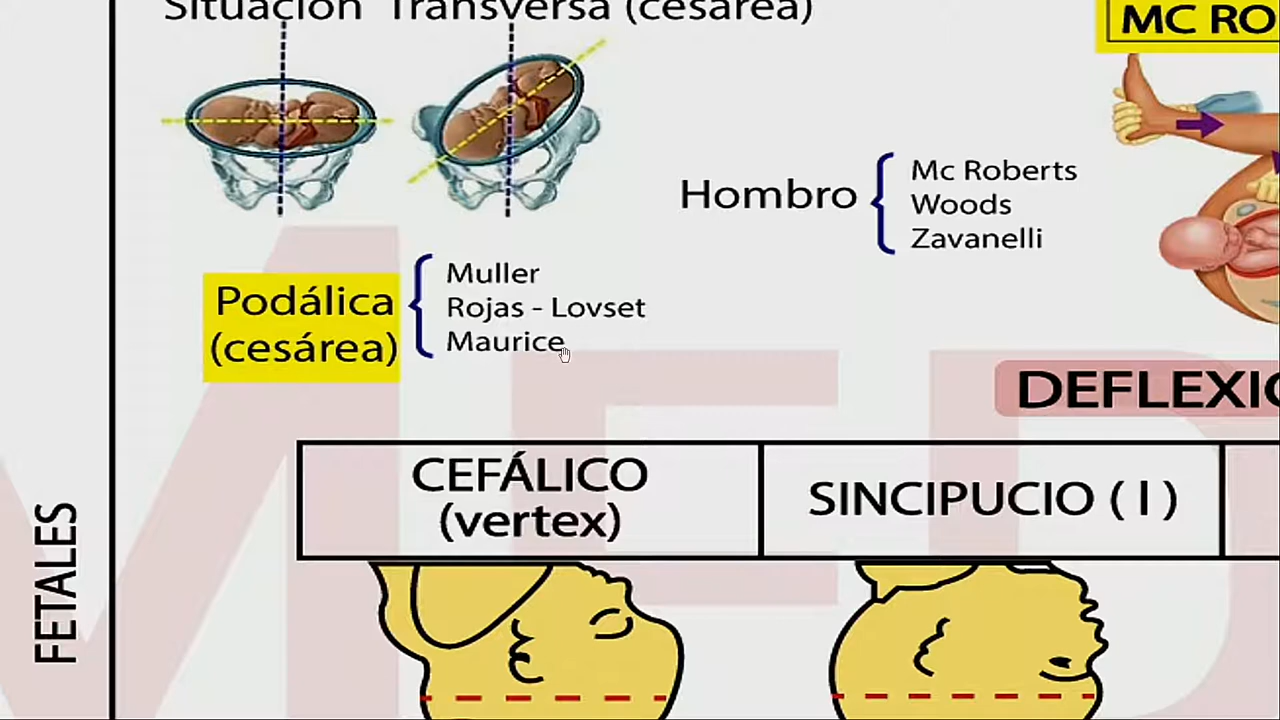 Situación Transversa (cesárea)
MC RO
Hombro
Mc Roberts
Woods
Zavanelli
Podálica
(cesárea)
Muller
Rojas - Lovset
Maurice
DEFLEXIO
CEFÁLICO
(vertex)
SINCIPUCIO ( I )
FETALES
MED